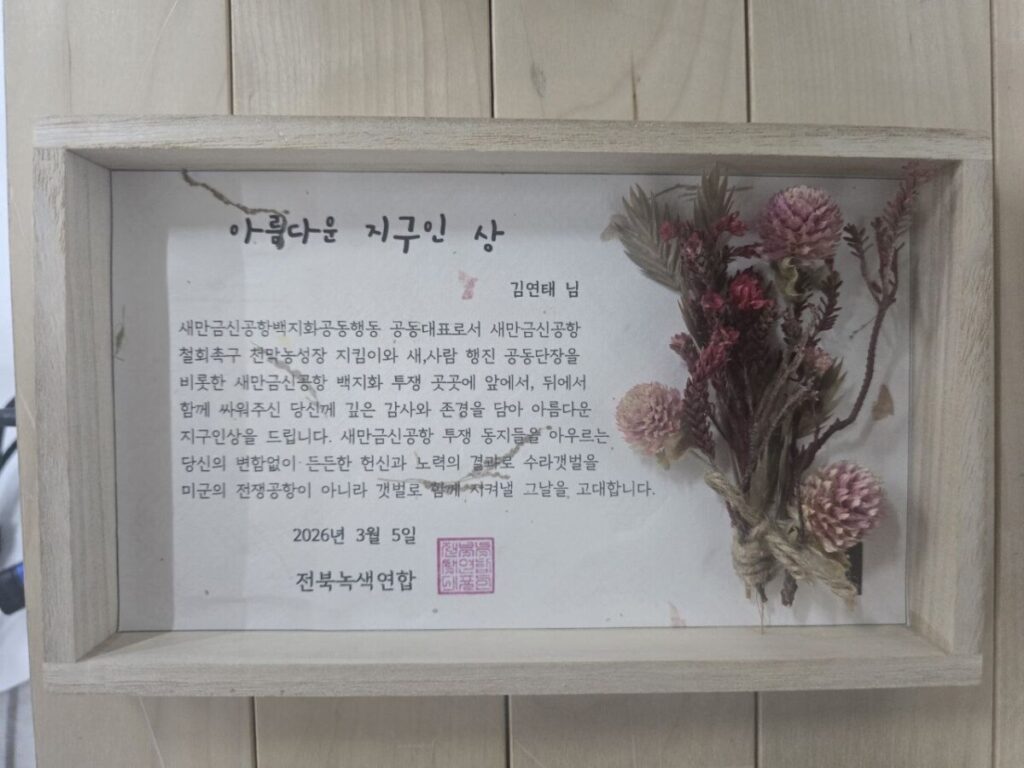 아름다운 지구인 상
김연태 님
새만금신공항백지화공동행동 공동대표로서 새만금신공항
철회촉구 천막농성장 지킴이와 새,사람 행진 공동단장을
비롯한 새만금신공항 백지화 투쟁 곳곳에 앞에서, 뒤에서
함께 싸워주신 당신께 깊은 감사와 존경을 담아 아름다운
지구인상을 드립니다. 새만금신공항 투쟁 동지들을 아우르는
당신의 변함없이 든든한 헌신과 노력의 결과로 수라갯벌을
미군의 전쟁공항이 아니라 갯벌로 함께 지켜낼 그날을 고대합니다.
2026년 3월 5일
전북녹색연합